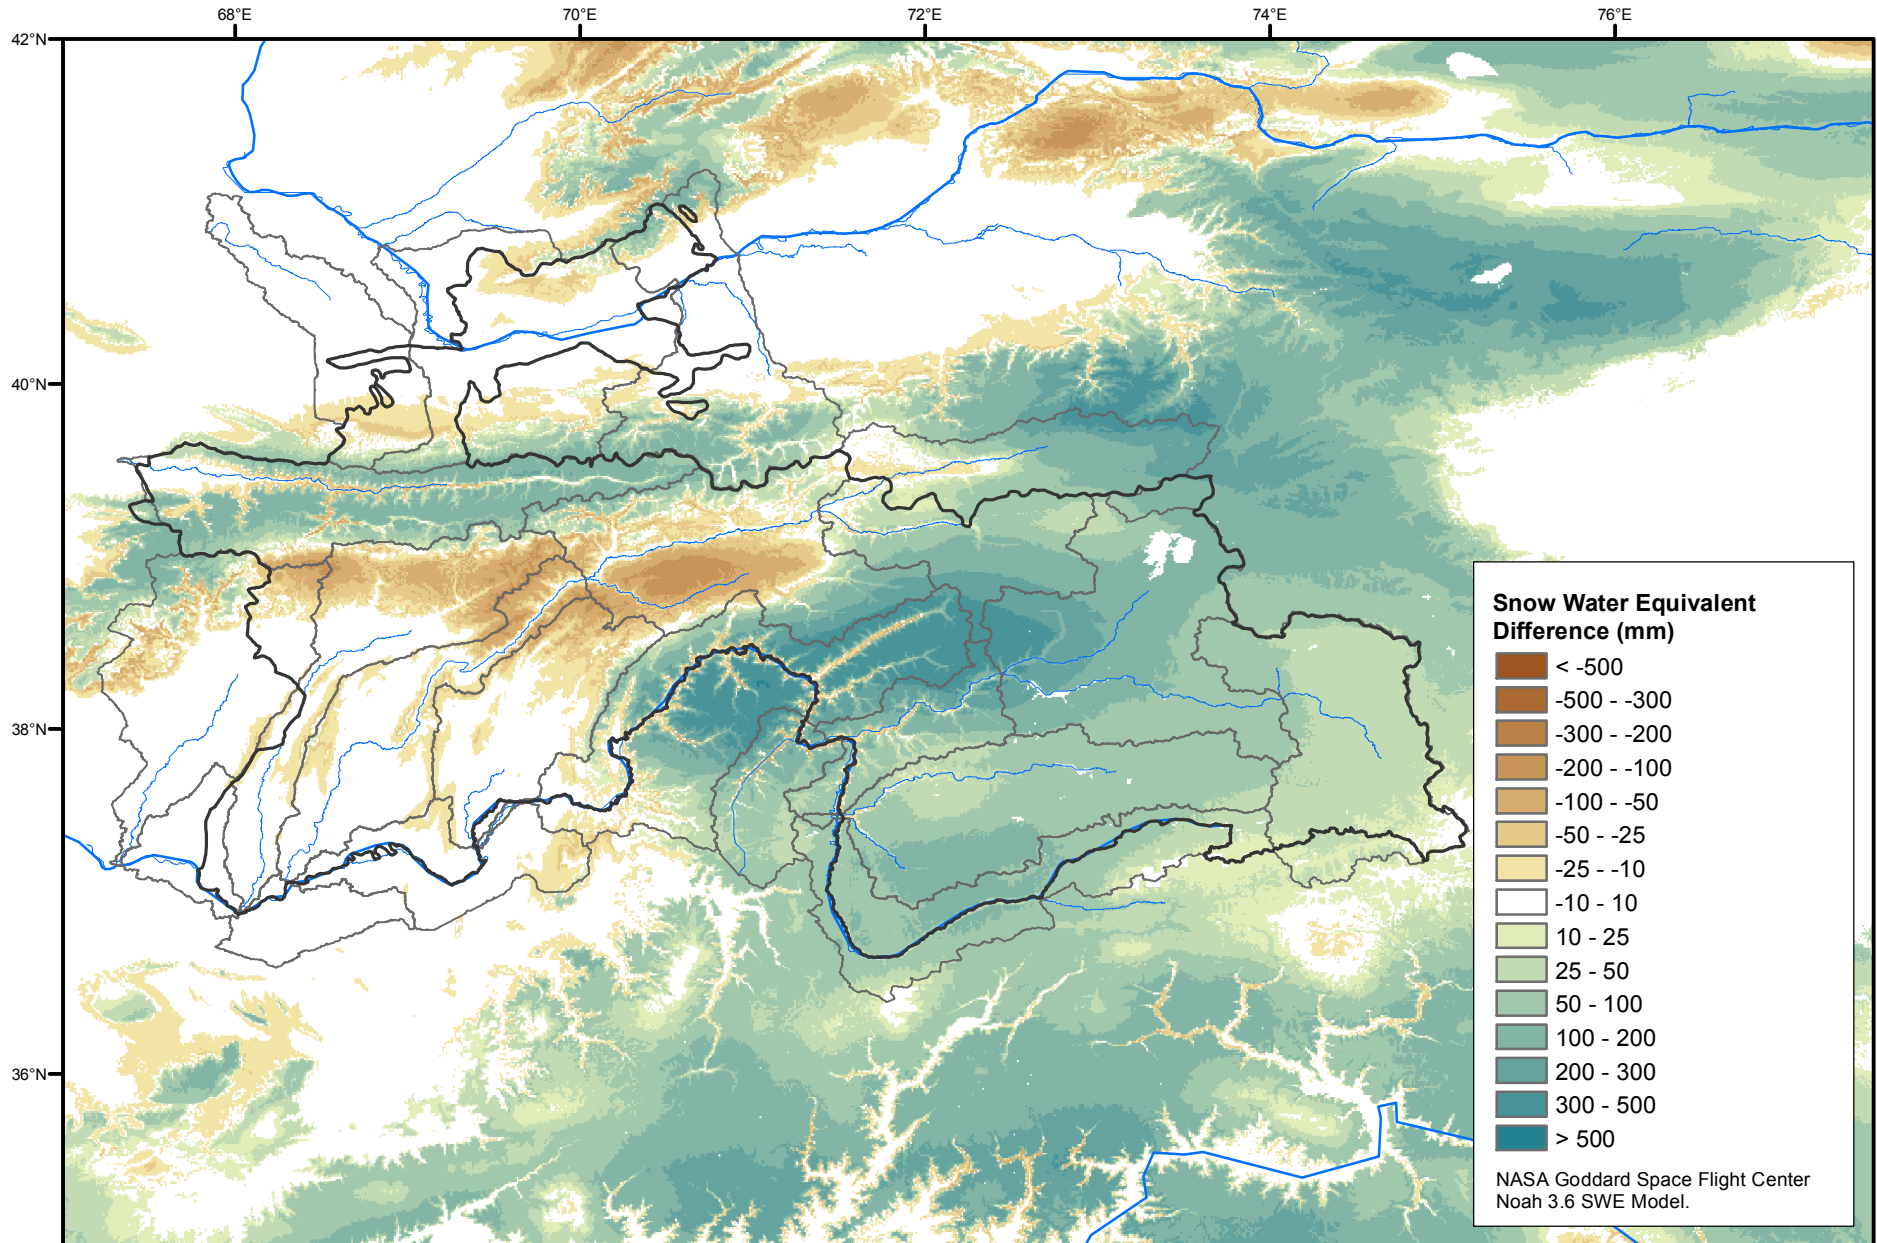 68°E
70°E
72°E
74°E
76°E
42°N
40°N
38°N
36°N
Snow Water Equivalent
Difference (mm)
< -500
-500 - -300
-300 - -200
-200 - -100
-100 - -50
-50 - -25
-25 - -10
-10 - 10
10 - 25
25 - 50
50 - 100
100 - 200
200 - 300
300 - 500
> 500
NASA Goddard Space Flight Center
Noah 3.6 SWE Model.